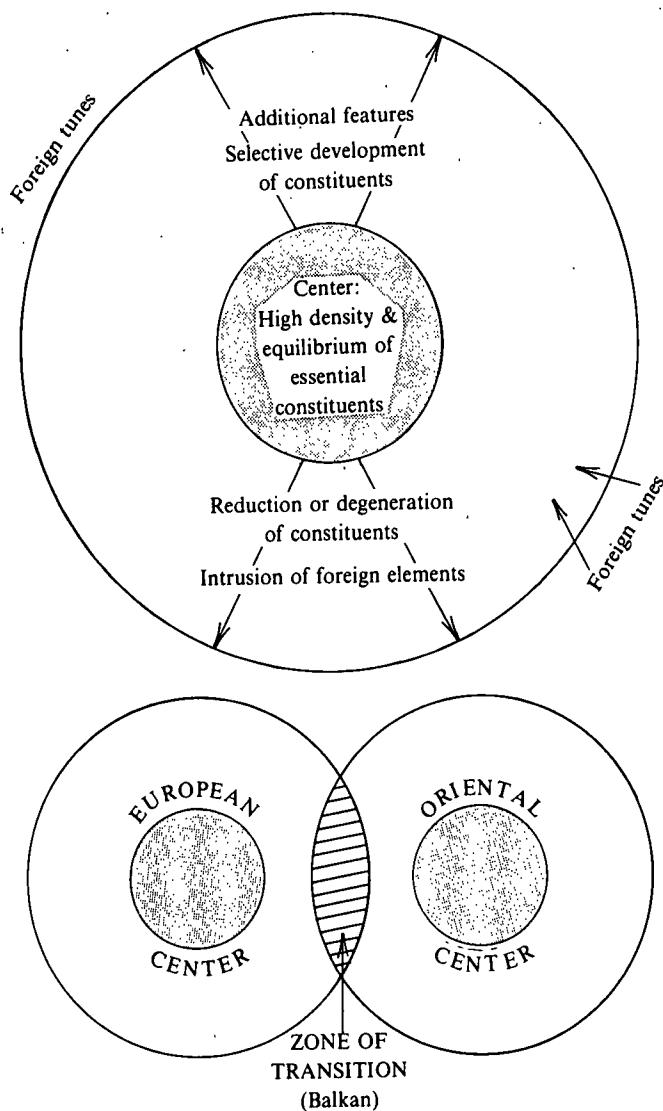 Foreign tunes
Additional features
Selective development
of constituents
Center:
High density &
equilibrium of
essential
constituents
Reduction or degeneration
of constituents
Intrusion of foreign elements
Foreign tunes
EUROPEAN
CENTER
ORIENTAL
CENTER
ZONE OF
TRANSITION
(Balkan)